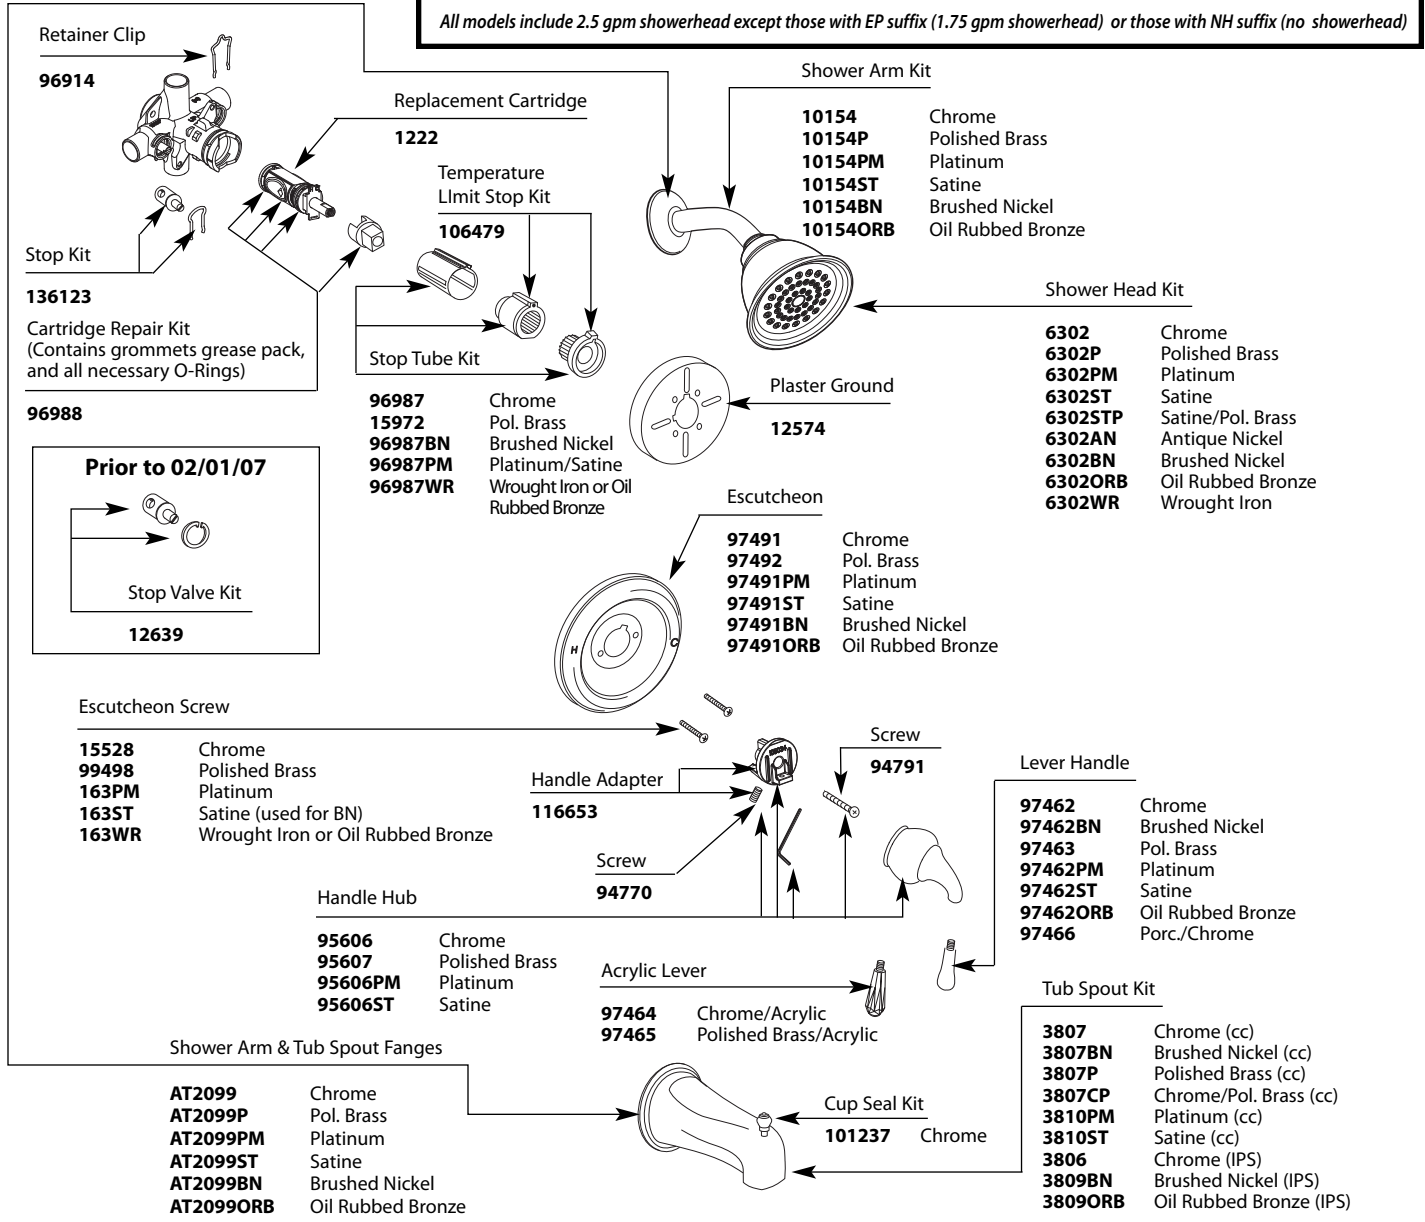 All models include 2.5 gpm showerhead except those with EP suffix (1.75 gpm showerhead) or those with NH suffix (no showerhead)
Retainer Clip
96914
Replacement Cartridge
1222
Temperature
LImit Stop Kit
106479
Stop Kit
136123
Cartridge Repair Kit
(Contains grommets grease pack,
and all necessary O-Rings)
96988
Stop Tube Kit
96987 Chrome
15972 Pol. Brass
96987BN Brushed Nickel
96987PM Platinum/Satine
96987WR Wrought Iron or Oil
Rubbed Bronze
Shower Arm Kit
10154 Chrome
10154P Polished Brass
10154PM Platinum
10154ST Satine
10154BN Brushed Nickel
10154ORB Oil Rubbed Bronze
Shower Head Kit
6302 Chrome
6302P Polished Brass
6302PM Platinum
6302ST Satine
6302STP Satine/Pol. Brass
6302AN Antique Nickel
6302BN Brushed Nickel
6302ORB Oil Rubbed Bronze
6302WR Wrought Iron
Plaster Ground
12574
Prior to 02/01/07
Stop Valve Kit
12639
Escutcheon
97491 Chrome
97492 Pol. Brass
97491PM Platinum
97491ST Satine
97491BN Brushed Nickel
97491ORB Oil Rubbed Bronze
H C
Escutcheon Screw
15528 Chrome
99498 Polished Brass
163PM Platinum
163ST Satine (used for BN)
163WR Wrought Iron or Oil Rubbed Bronze
Handle Adapter
116653
Screw
94791
Screw
94770
Lever Handle
97462 Chrome
97462BN Brushed Nickel
97463 Pol. Brass
97462PM Platinum
97462ST Satine
97462ORB Oil Rubbed Bronze
97466 Porc./Chrome
Handle Hub
95606 Chrome
95607 Polished Brass
95606PM Platinum
95606ST Satine
Acrylic Lever
97464 Chrome/Acrylic
97465 Polished Brass/Acrylic
Tub Spout Kit
3807 Chrome (cc)
3807BN Brushed Nickel (cc)
3807P Polished Brass (cc)
3807CP Chrome/Pol. Brass (cc)
3810PM Platinum (cc)
3810ST Satine (cc)
3806 Chrome (IPS)
3809BN Brushed Nickel (IPS)
3809ORB Oil Rubbed Bronze (IPS)
Shower Arm & Tub Spout Fanges
AT2099 Chrome
AT2099P Pol. Brass
AT2099PM Platinum
AT2099ST Satine
AT2099BN Brushed Nickel
AT2099ORB Oil Rubbed Bronze
Cup Seal Kit
101237 Chrome